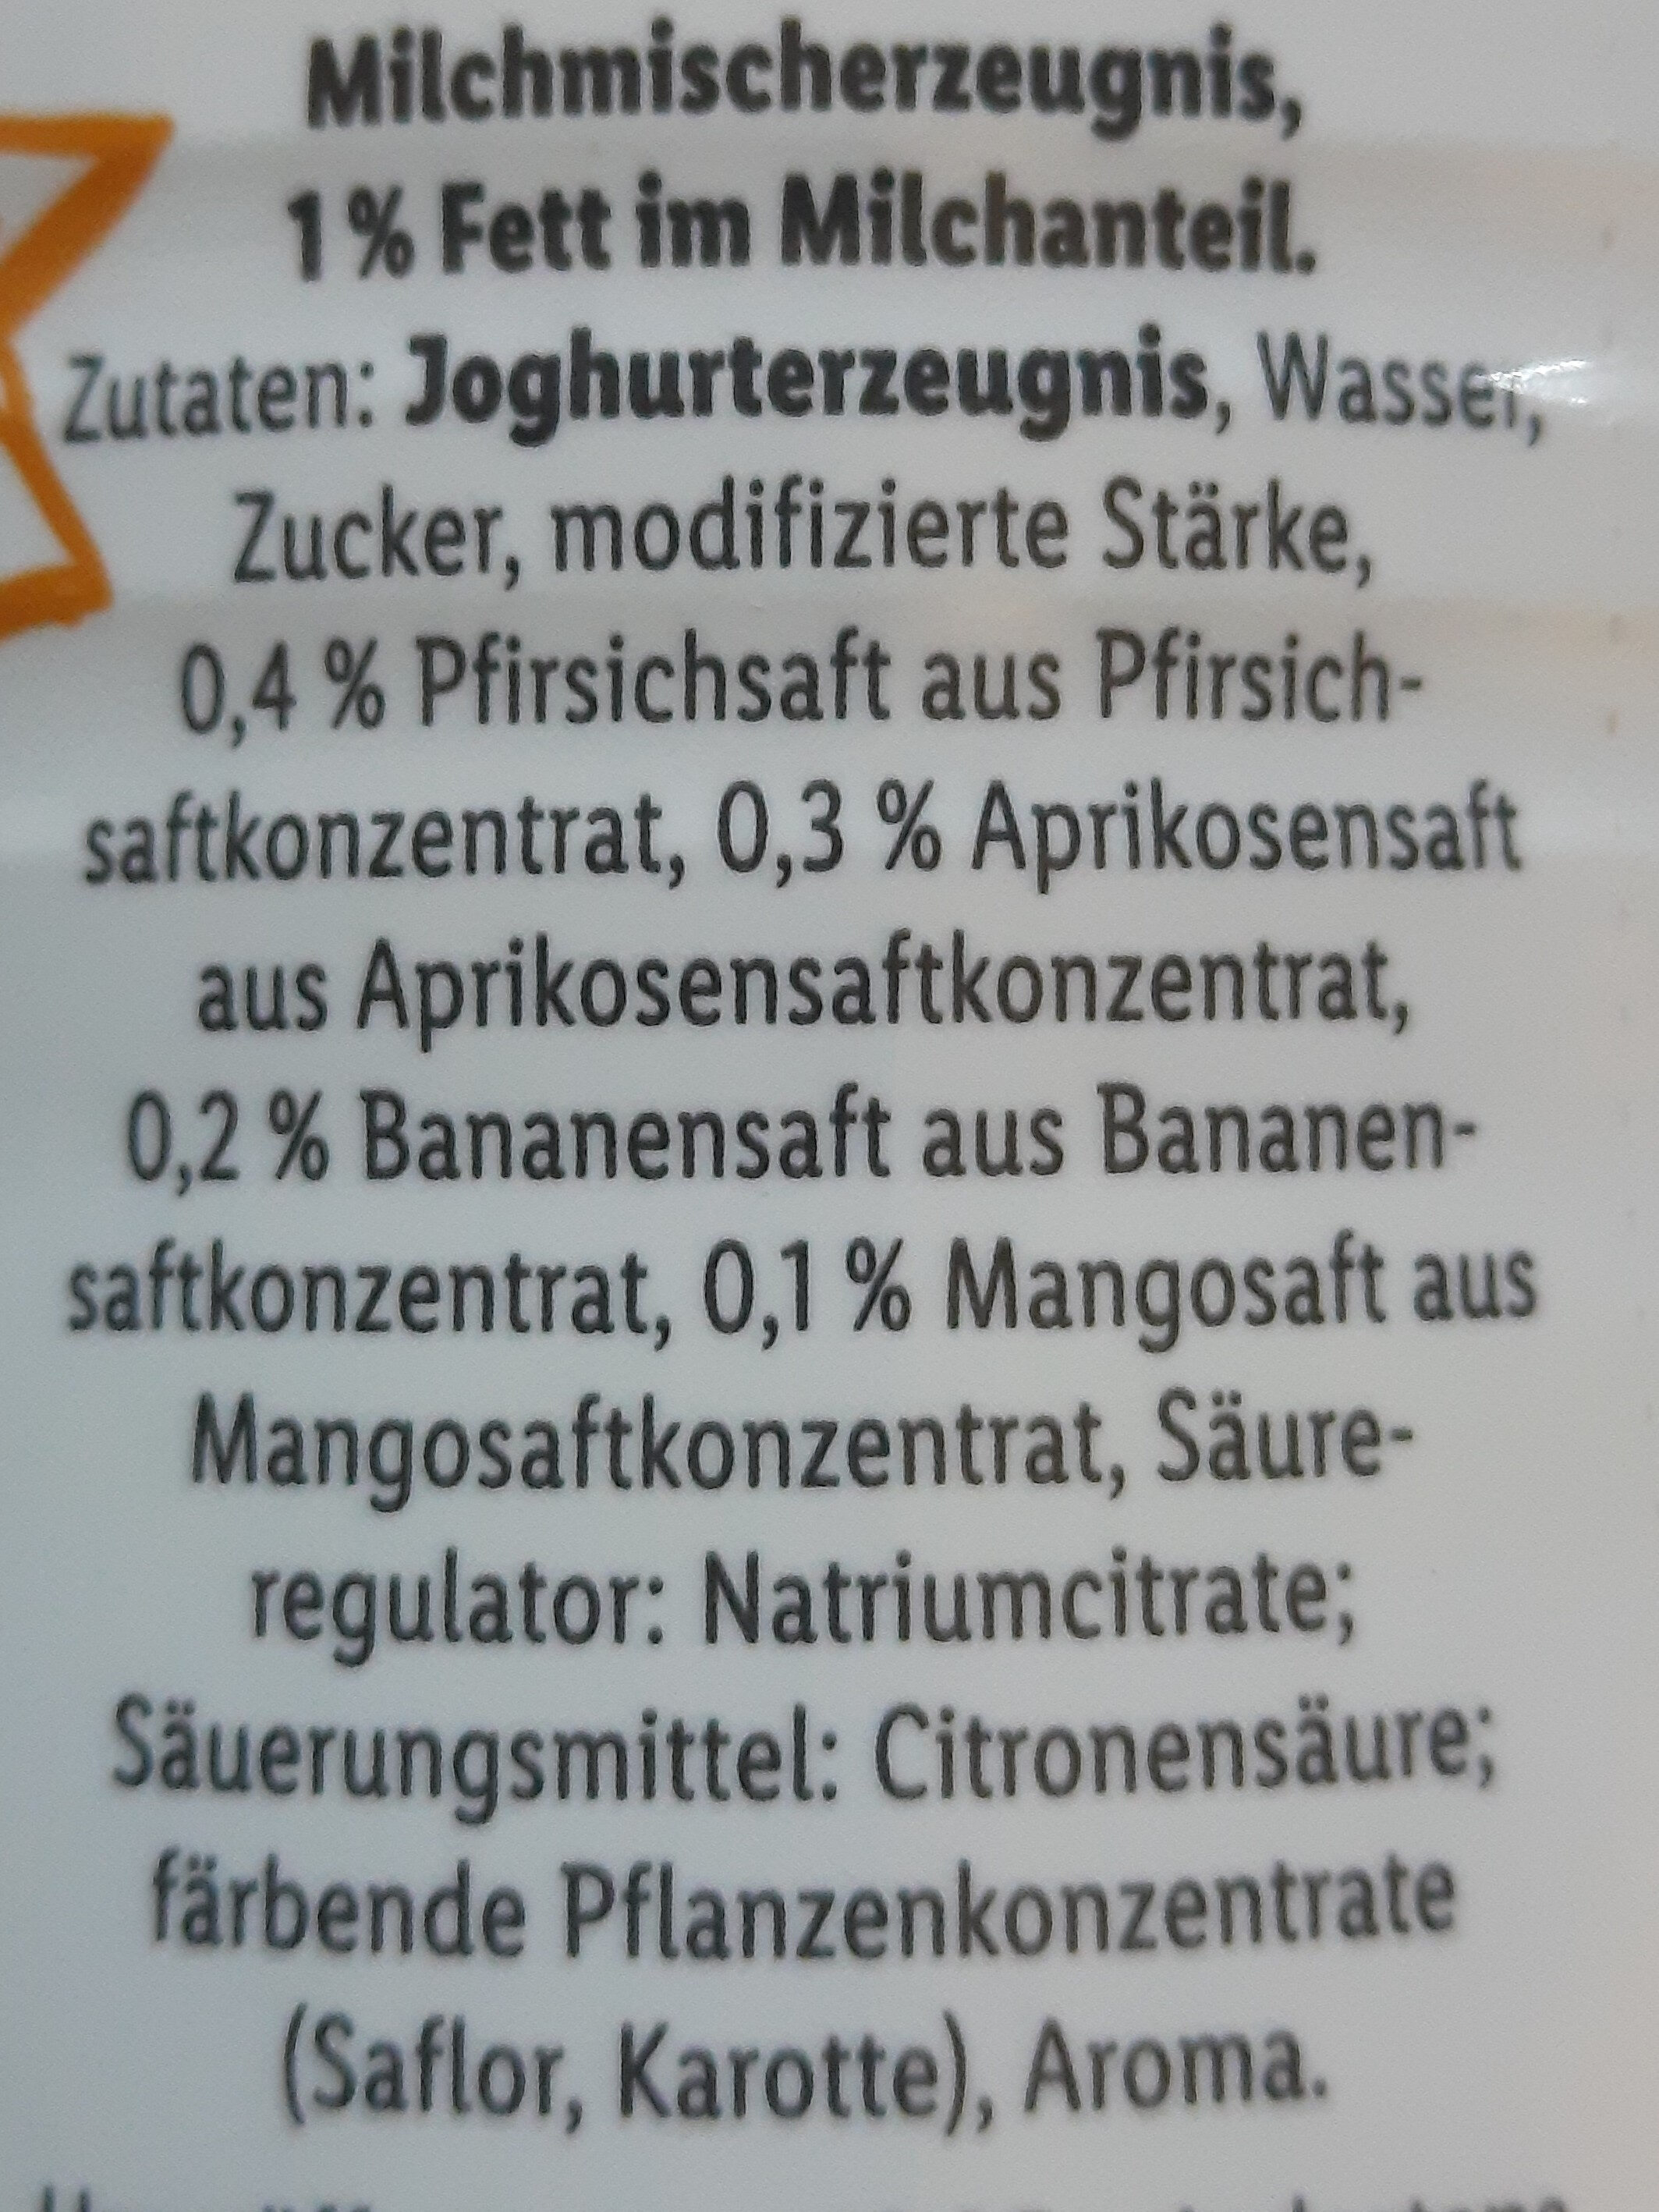 Milchmischerzeugnis,
1 % Fett im Milchanteil.
Zutaten: Joghurterzeugnis, Wasser,
Zucker, modifizierte Stärke,
0,4 % Pfirsichsaft aus Pfirsich-
saftkonzentrat, 0,3 % Aprikosensaft
aus Aprikosensaftkonzentrat,
0,2 % Bananensaft aus Bananen-
saftkonzentrat, 0,1 % Mangosaft aus
Mangosaftkonzentrat, Säure-
regulator: Natriumcitrate;
Säuerungsmittel: Citronensäure;
färbende Pflanzenkonzentrate
(Saflor, Karotte), Aroma.